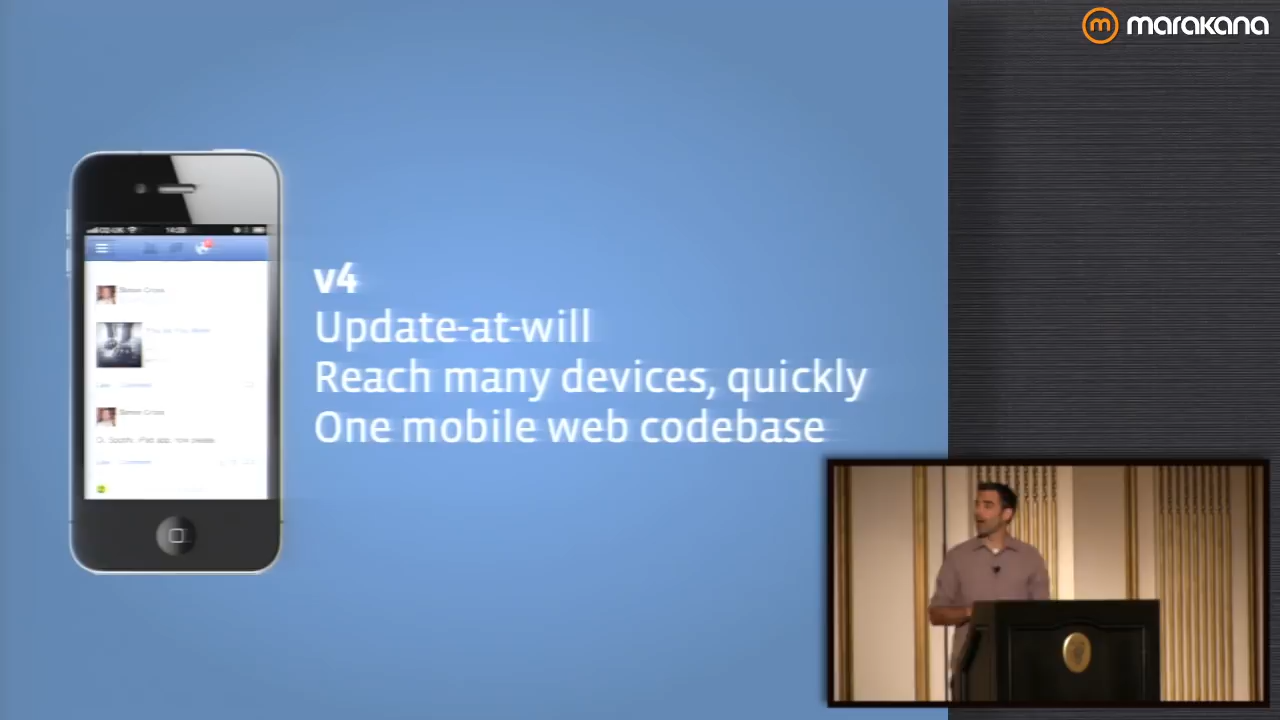 marakana
v4
Update-at-will
Reach many devices, quickly
One mobile web codebase